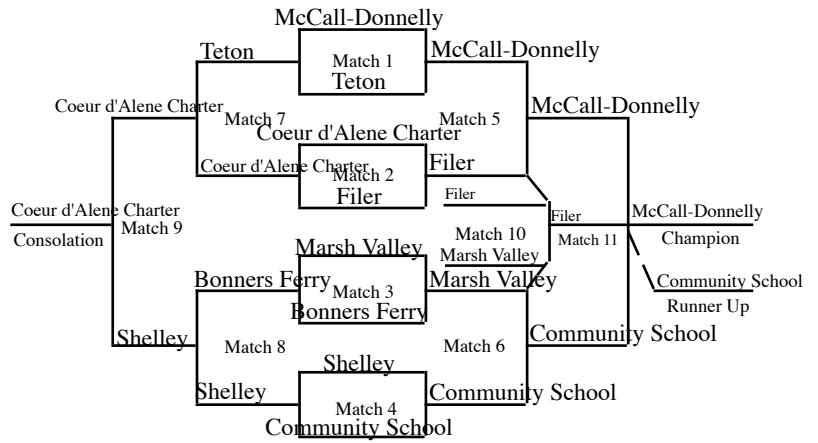 McCall-Donnelly
Teton
McCall-Donnelly
Match 1
Teton
Coeur d'Alene Charter
McCall-Donnelly
Match 7
Match 5
Coeur d'Alene Charter
Coeur d'Alene Charter
Filer
Match 2
Filer
Filer
Coeur d'Alene Charter
Filer
McCall-Donnelly
Match 9
Match 10
Match 11
Consolation
Champion
Marsh Valley
Marsh Valley
Bonners Ferry
Marsh Valley
Community School
Match 3
Bonners Ferry
Runner Up
Shelley
Community School
Match 8
Match 6
Shelley
Shelley
Community School
Match 4
Community School